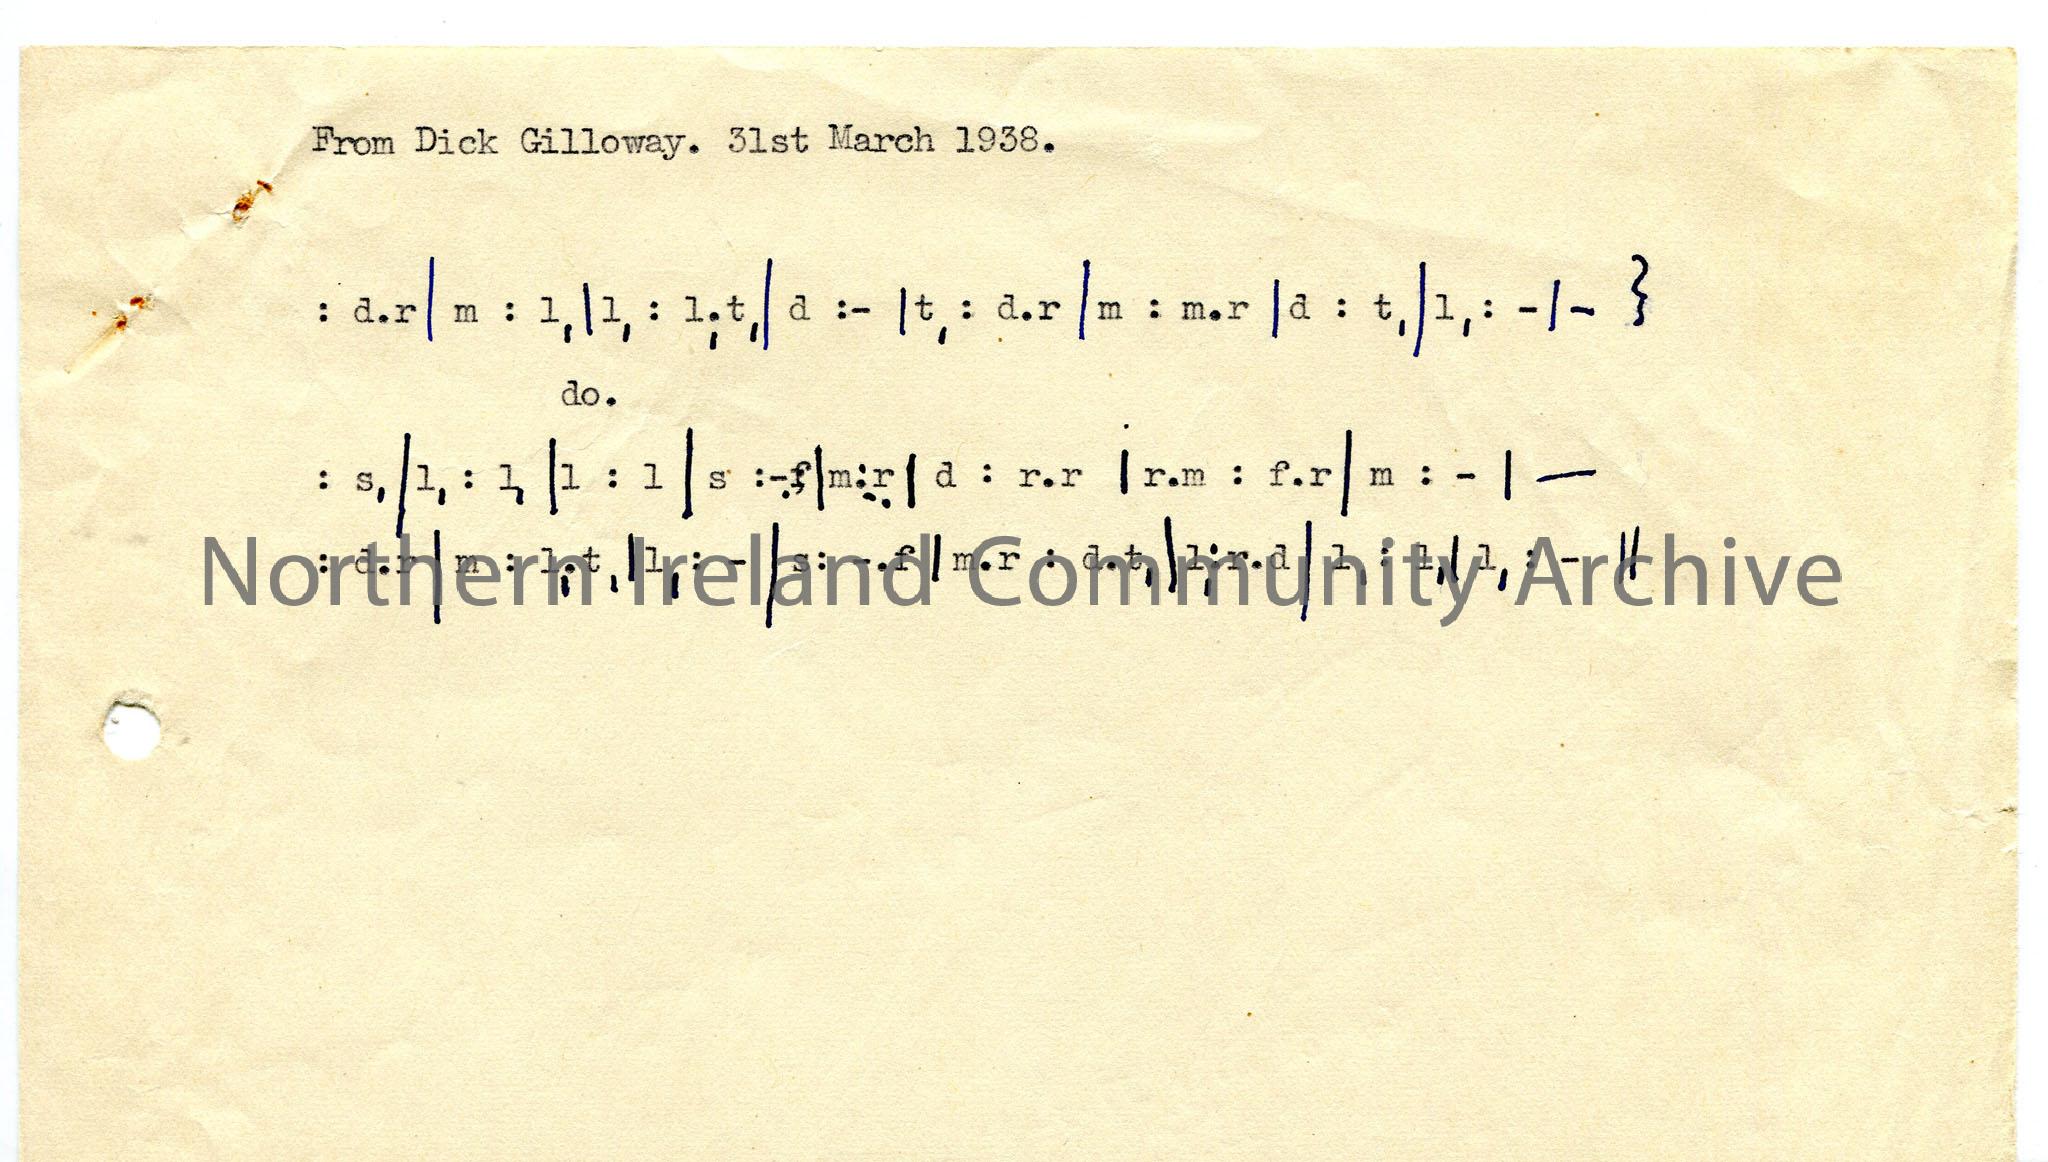 From Dick Gilloway. 31st March 1938.
: d.r | m : l, | l, : l,.t, | d :- | t, : d.r | m : m.r | d : t, | l, : - | - }
do.
: s, | l, : l, | l : l | s :-.f | m.r | d : r.r | r.m : f.r | m : - | —
: d.r | m : l,.t, | l, : - | s: -.f | m.r : d.t, | l,:r.d | l, : l, | l, : - ||
Northern Ireland Community Archive